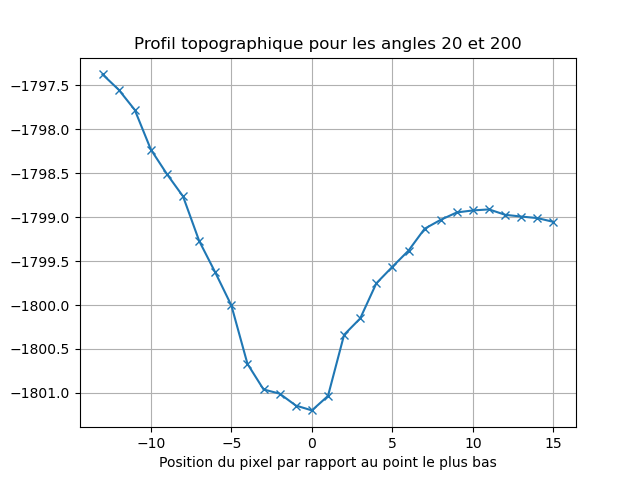 Profil topographique pour les angles 20 et 200
−1797.5
−1798.0
−1798.5
−1799.0
−1799.5
−1800.0
−1800.5
−1801.0
−10 −5 0 5 10 15
Position du pixel par rapport au point le plus bas